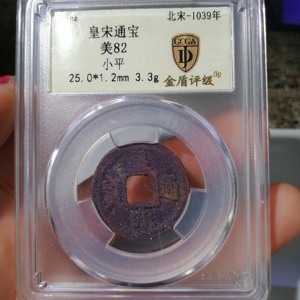 皇宋通宝
美82
小平
25.0*1.2mm 3.3g
北宋-1039年
GCGA
金盾评级